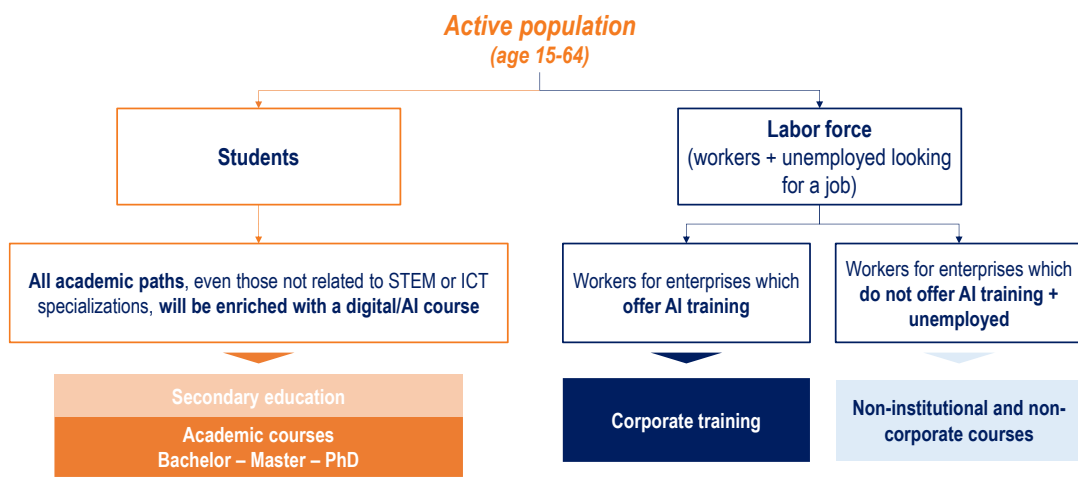 Active population
(age 15-64)
Students
Labor force
(workers + unemployed looking
for a job)
All academic paths, even those not related to STEM or ICT
specializations, will be enriched with a digital/AI course
Workers for enterprises which
offer AI training
Workers for enterprises which
do not offer AI training +
unemployed
Secondary education
Academic courses
Bachelor – Master – PhD
Corporate training
Non-institutional and non-
corporate courses